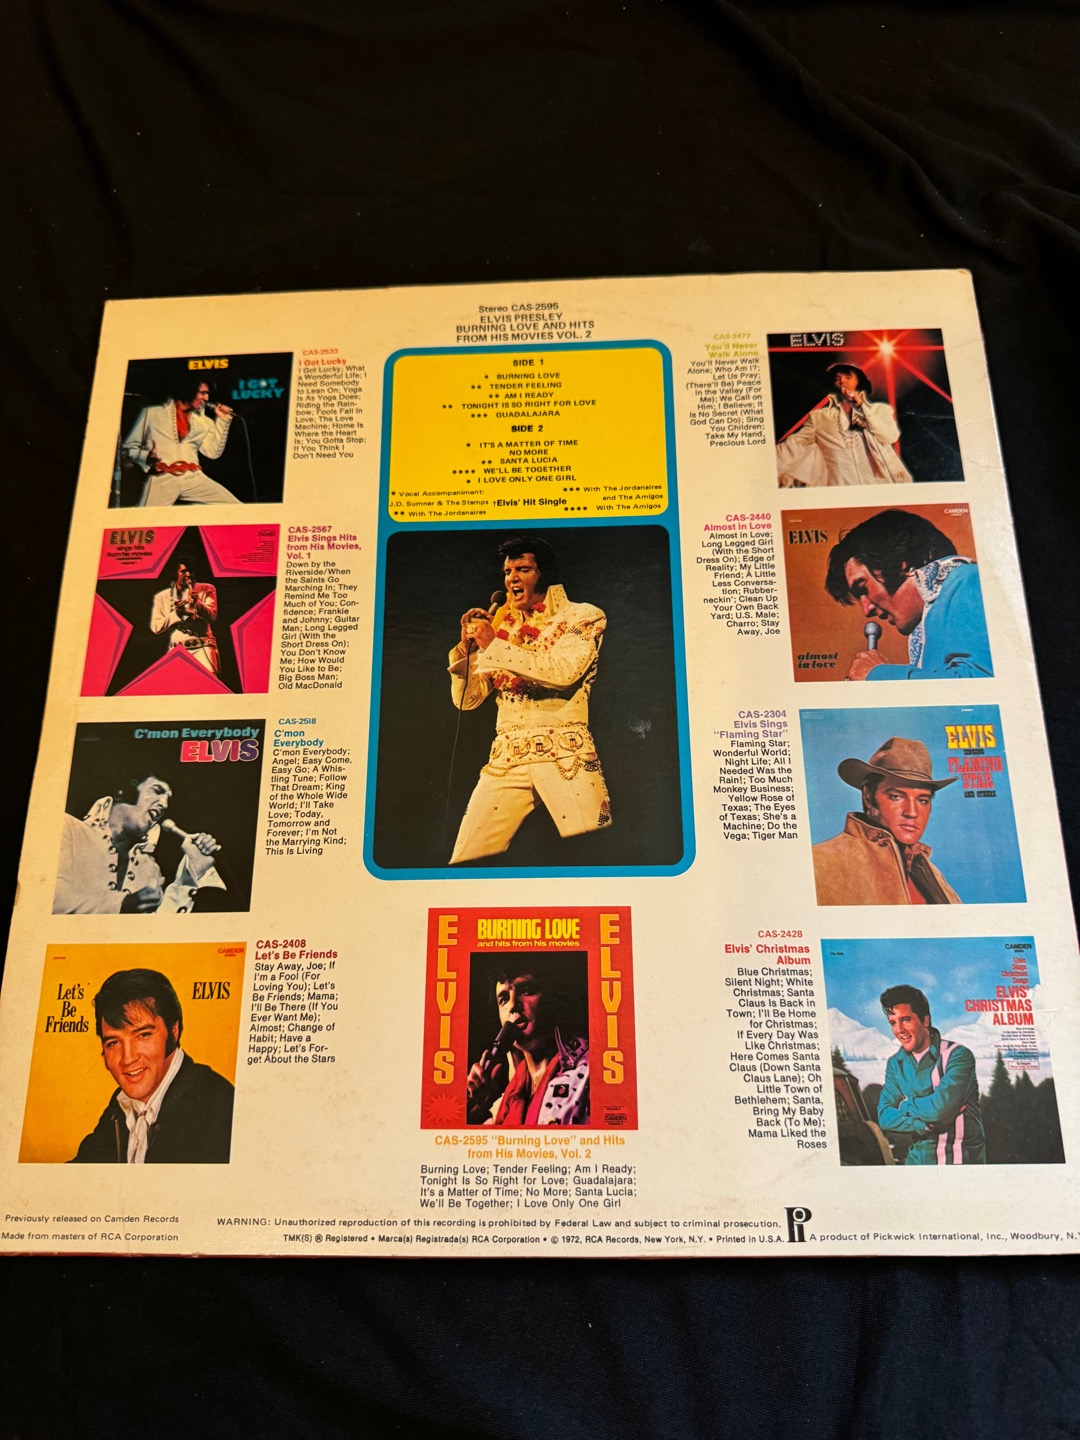 Stereo CAS-2595
ELVIS PRESLEY
BURNING LOVE AND HITS
FROM HIS MOVIES VOL. 2
SIDE 1
* BURNING LOVE
** TENDER FEELING
** AM I READY
** TONIGHT IS SO RIGHT FOR LOVE
*** GUADALAJARA
SIDE 2
* IT'S A MATTER OF TIME
NO MORE
** SANTA LUCIA
**** WE'LL BE TOGETHER
* I LOVE ONLY ONE GIRL
* Vocal Accompaniment:
J.D. Sumner & The Stamps
** With The Jordanaires
†Elvis' Hit Single
*** With The Jordanaires
and The Amigos
**** With The Amigos
ELVIS
I GOT
LUCKY
CAS-2533
I Got Lucky
I Got Lucky; What
a Wonderful Life; I
Need Somebody
to Lean On; Yoga
Is As Yoga Does;
Riding the Rain-
bow; Fools Fall in
Love; The Love
Machine; Home Is
Where the Heart
Is; You Gotta Stop;
If You Think I
Don't Need You
ELVIS
sings hits
from his movies
CAS-2567
Elvis Sings Hits
from His Movies,
Vol. 1
Down by the
Riverside/When
the Saints Go
Marching In; They
Remind Me Too
Much of You; Con-
fidence; Frankie
and Johnny; Guitar
Man; Long Legged
Girl (With the
Short Dress On);
You Don't Know
Me; How Would
You Like to Be;
Big Boss Man;
Old MacDonald
C'mon Everybody
ELVIS
CAS-2518
C'mon
Everybody
C'mon Everybody;
Angel; Easy Come,
Easy Go; A Whis-
tling Tune; Follow
That Dream; King
of the Whole Wide
World; I'll Take
Love; Today,
Tomorrow and
Forever; I'm Not
the Marrying Kind;
This Is Living
CAMDEN
Let's
Be
Friends
ELVIS
CAS-2408
Let's Be Friends
Stay Away, Joe; If
I'm a Fool (For
Loving You); Let's
Be Friends; Mama;
I'll Be There (If You
Ever Want Me);
Almost; Change of
Habit; Have a
Happy; Let's For-
get About the Stars
ELVIS
BURNING LOVE
and hits from his movies
ELVIS
CAMDEN
CAS-2595 "Burning Love" and Hits
from His Movies, Vol. 2
Burning Love; Tender Feeling; Am I Ready;
Tonight Is So Right for Love; Guadalajara;
It's a Matter of Time; No More; Santa Lucia;
We'll Be Together; I Love Only One Girl
CAS-2472
You'll Never
Walk Alone
You'll Never Walk
Alone; Who Am I?;
Let Us Pray;
(There'll Be) Peace
in the Valley (For
Me); We Call on
Him; I Believe; It
Is No Secret (What
God Can Do); Sing
You Children;
Take My Hand,
Precious Lord
ELVIS
CAS-2440
Almost in Love
Almost in Love;
Long Legged Girl
(With the Short
Dress On); Edge of
Reality; My Little
Friend; A Little
Less Conversa-
tion; Rubber-
neckin'; Clean Up
Your Own Back
Yard; U.S. Male;
Charro; Stay
Away, Joe
CAMDEN
ELVIS
almost
in love
CAS-2304
Elvis Sings
"Flaming Star"
Flaming Star;
Wonderful World;
Night Life; All I
Needed Was the
Rain!; Too Much
Monkey Business;
Yellow Rose of
Texas; The Eyes
of Texas; She's a
Machine; Do the
Vega; Tiger Man
ELVIS
SINGS
FLAMING
STAR
AND OTHERS
CAS-2428
Elvis' Christmas
Album
Blue Christmas;
Silent Night; White
Christmas; Santa
Claus Is Back in
Town; I'll Be Home
for Christmas;
If Every Day Was
Like Christmas;
Here Comes Santa
Claus (Down Santa
Claus Lane); Oh
Little Town of
Bethlehem; Santa,
Bring My Baby
Back (To Me);
Mama Liked the
Roses
CAMDEN
Elvis
Sings
Christmas
Songs
ELVIS'
CHRISTMAS
ALBUM
Previously released on Camden Records
Made from masters of RCA Corporation
WARNING: Unauthorized reproduction of this recording is prohibited by Federal Law and subject to criminal prosecution.
TMK(S) ® Registered • Marca(s) Registrada(s) RCA Corporation • © 1972, RCA Records, New York, N.Y. • Printed in U.S.A.
A product of Pickwick International, Inc., Woodbury, N.Y